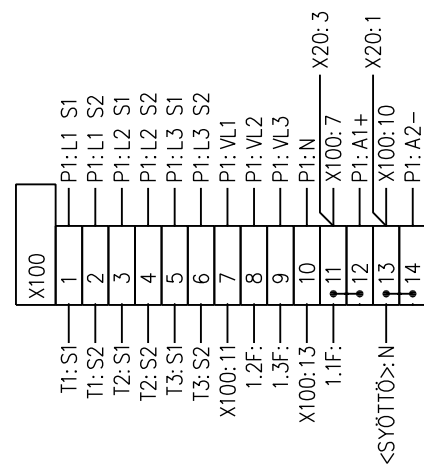 X100
T1:S1 1 P1:L1 S1
T1:S2 2 P1:L1 S2
T2:S1 3 P1:L2 S1
T2:S2 4 P1:L2 S2
T3:S1 5 P1:L3 S1
T3:S2 6 P1:L3 S2
X100:11 7 P1:VL1
1.2F: 8 P1:VL2
1.3F: 9 P1:VL3
X100:13 10 P1:N
X20:3
1.1F: 11 X100:7
12 P1:A1+
X20:1
<SYÖTTÖ>:N 13 X100:10
14 P1:A2-